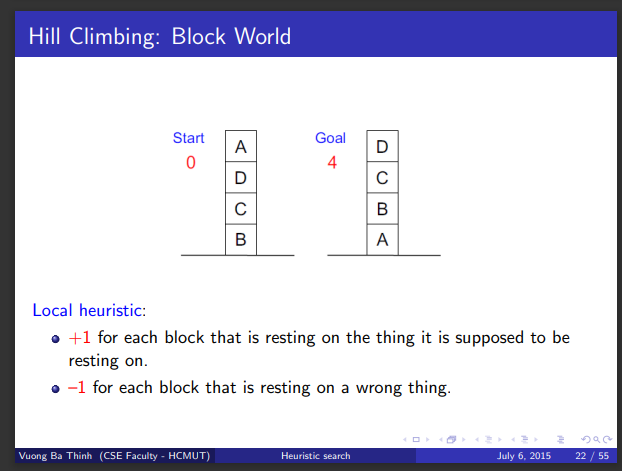 Hill Climbing: Block World
Start
0
A
D
C
B
Goal
4
D
C
B
A
Local heuristic:
+1 for each block that is resting on the thing it is supposed to be
resting on.
–1 for each block that is resting on a wrong thing.
Vuong Ba Thinh (CSE Faculty - HCMUT) Heuristic search July 6, 2015 22 / 55